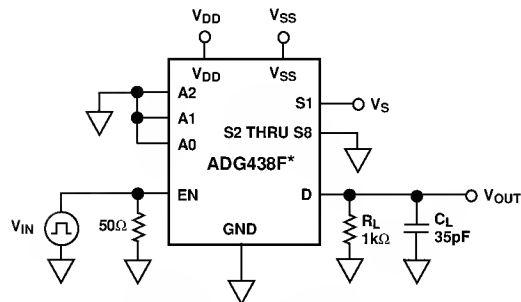 VDD VSS
VDD VSS
A2
A1
A0
S1 VS
S2 THRU S8
ADG438F*
EN D VOUT
VIN
50Ω
GND
RL
1kΩ
CL
35pF